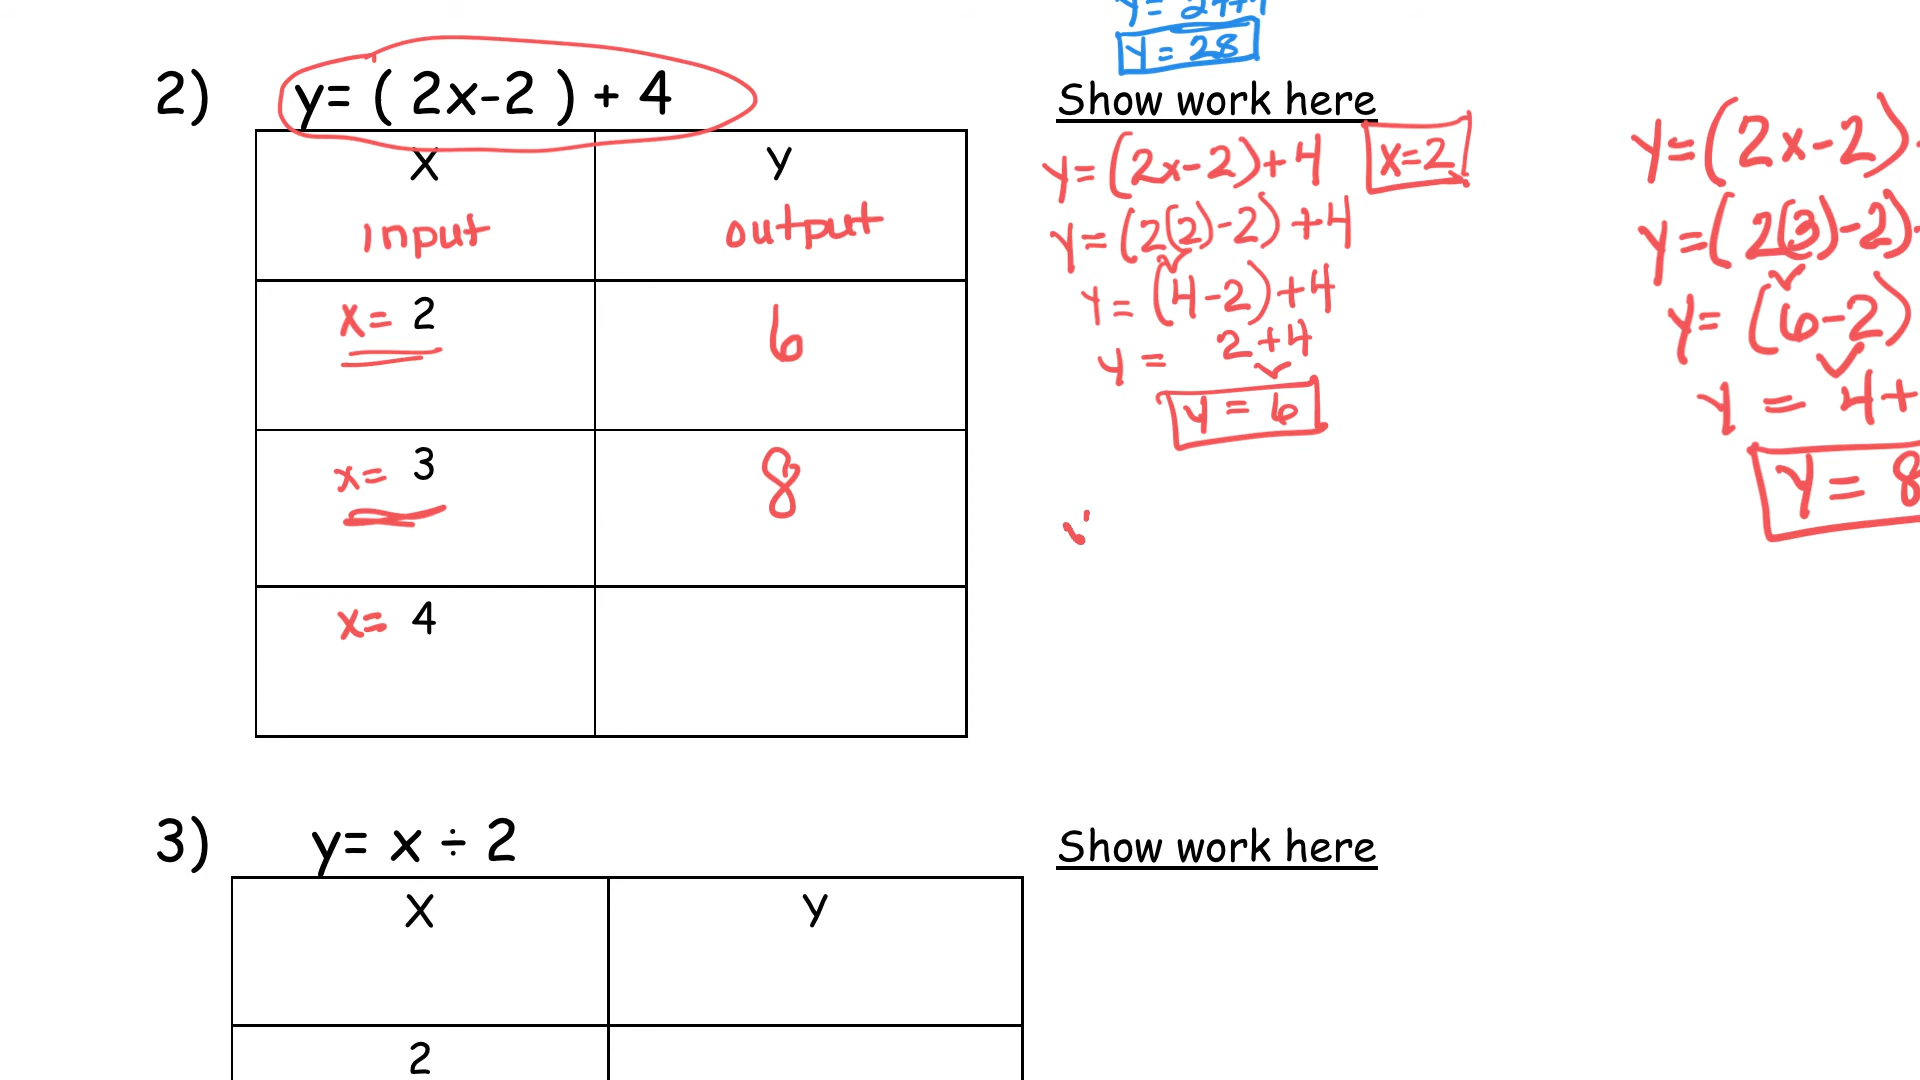 y= 24+4
y = 28
2) y= ( 2x-2 ) + 4
Show work here
X Y
input output
x= 2 6
x= 3 8
x= 4
y=(2x-2)+4 x=2
y=(2(2)-2)+4
y= (4-2)+4
y = 2+4
y = 6
y=(2x-2)
y=(2(3)-2)
y= (6-2)
y = 4+
y = 8
3) y= x ÷ 2
Show work here
X Y
2